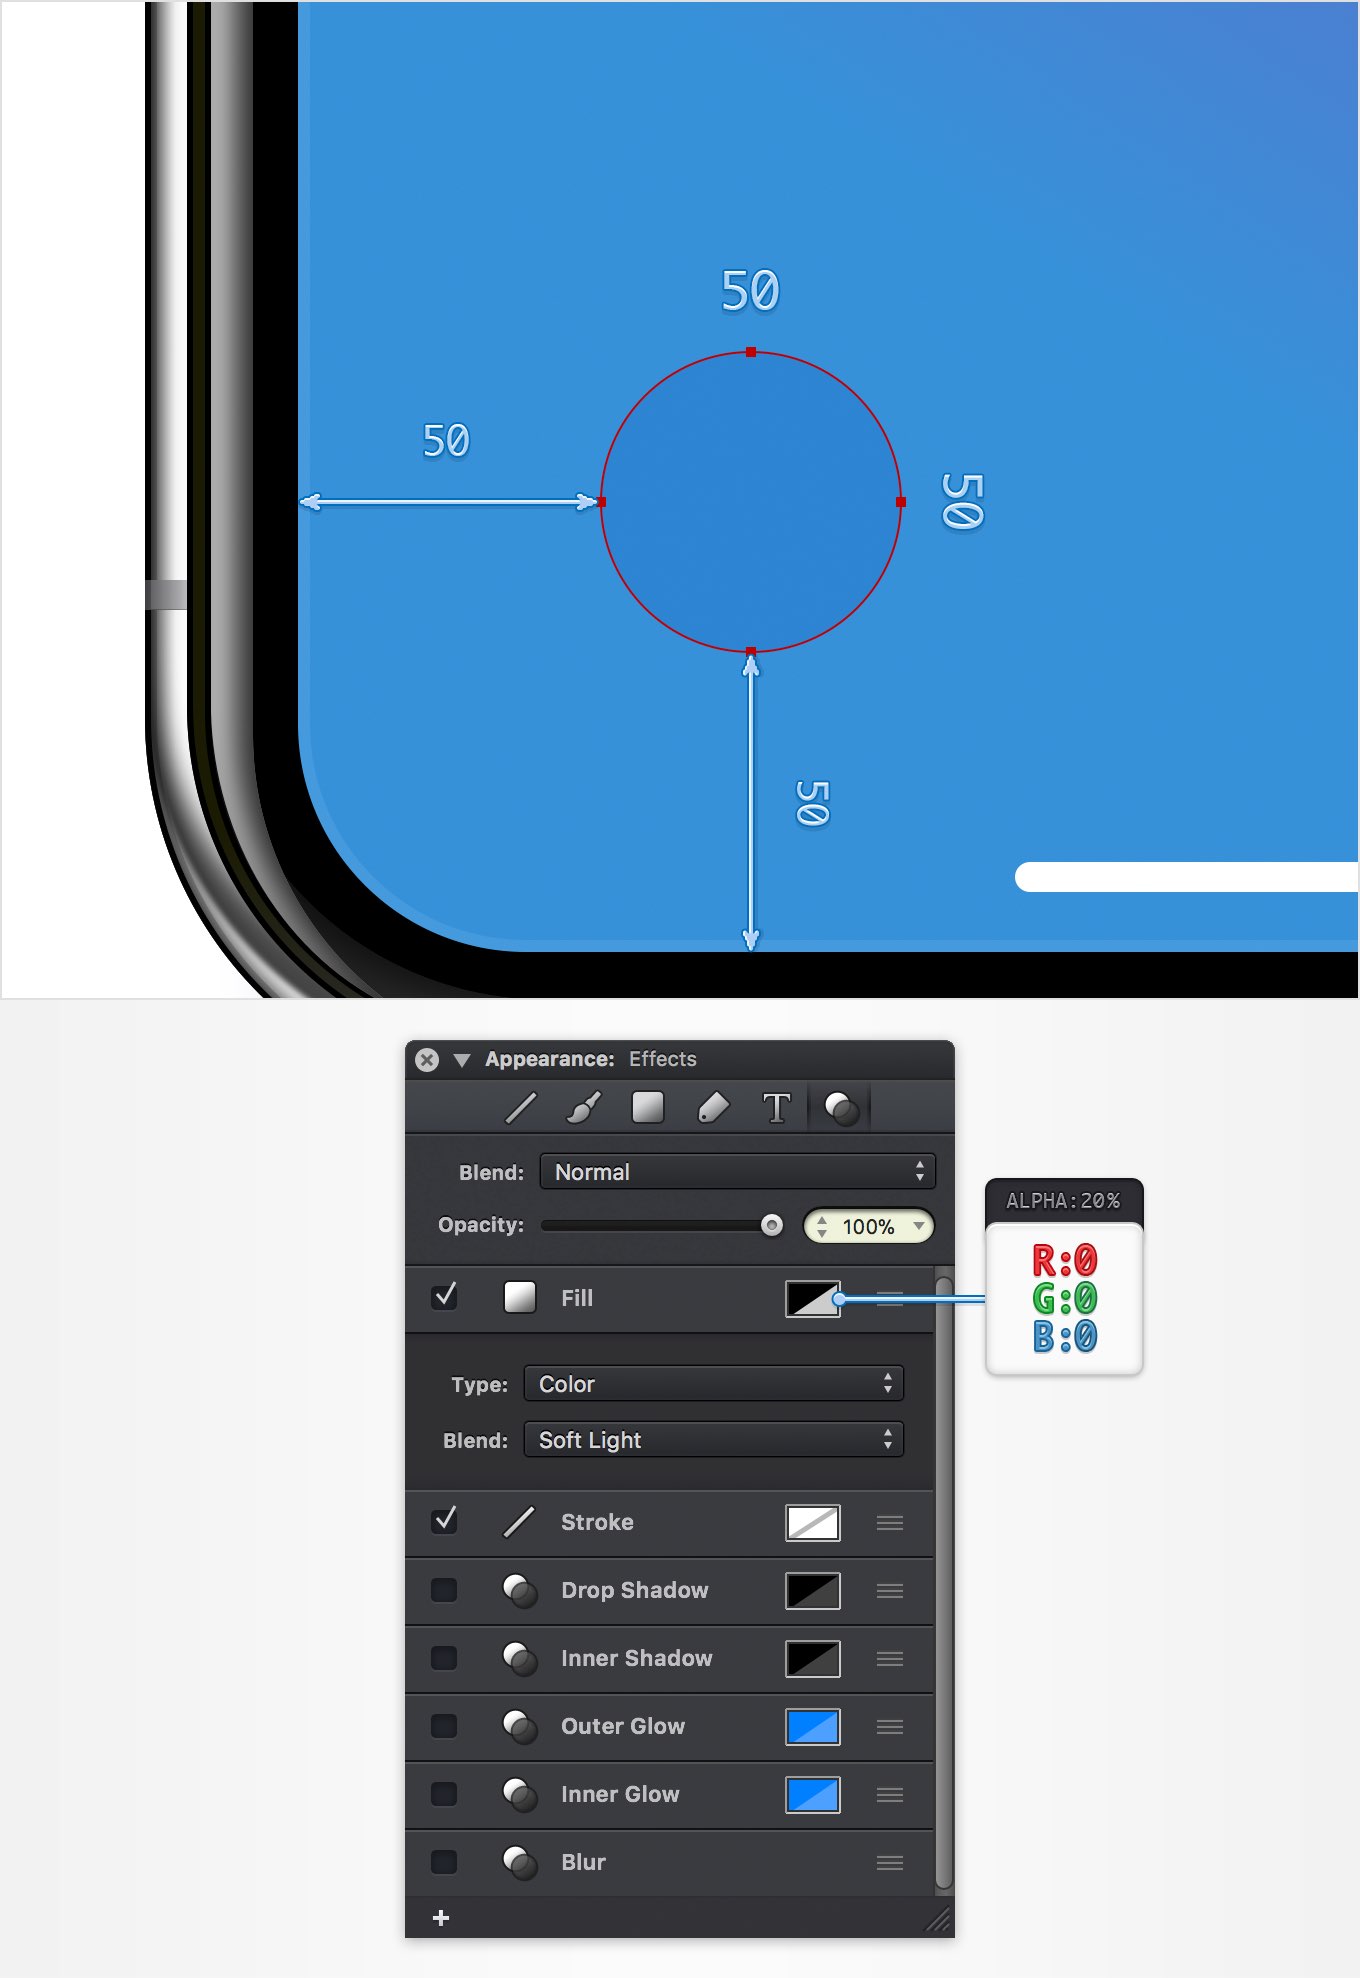 50
50
50
50
Appearance: Effects
T
Blend: Normal
Opacity: 100%
ALPHA:20%
R:0
G:0
B:0
Fill
Type: Color
Blend: Soft Light
Stroke
Drop Shadow
Inner Shadow
Outer Glow
Inner Glow
Blur
+